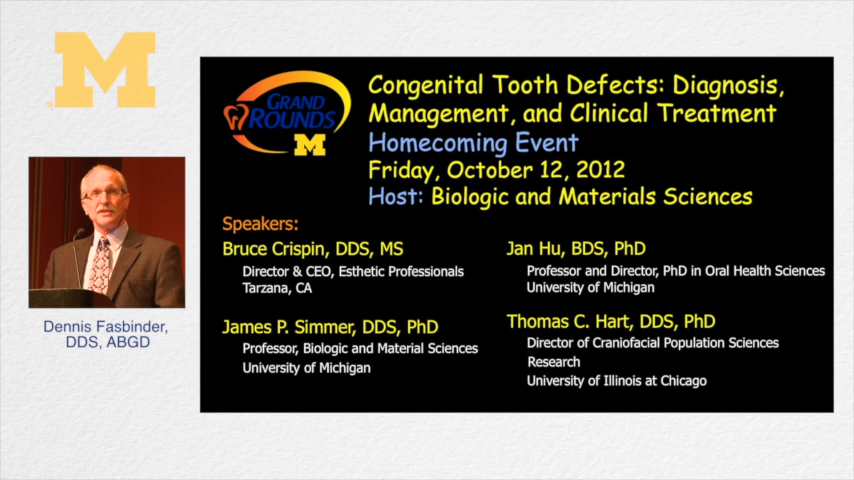 M
Dennis Fasbinder,
DDS, ABGD
GRAND
ROUNDS
M
Congenital Tooth Defects: Diagnosis,
Management, and Clinical Treatment
Homecoming Event
Friday, October 12, 2012
Host: Biologic and Materials Sciences
Speakers:
Bruce Crispin, DDS, MS
Director & CEO, Esthetic Professionals
Tarzana, CA
James P. Simmer, DDS, PhD
Professor, Biologic and Material Sciences
University of Michigan
Jan Hu, BDS, PhD
Professor and Director, PhD in Oral Health Sciences
University of Michigan
Thomas C. Hart, DDS, PhD
Director of Craniofacial Population Sciences
Research
University of Illinois at Chicago